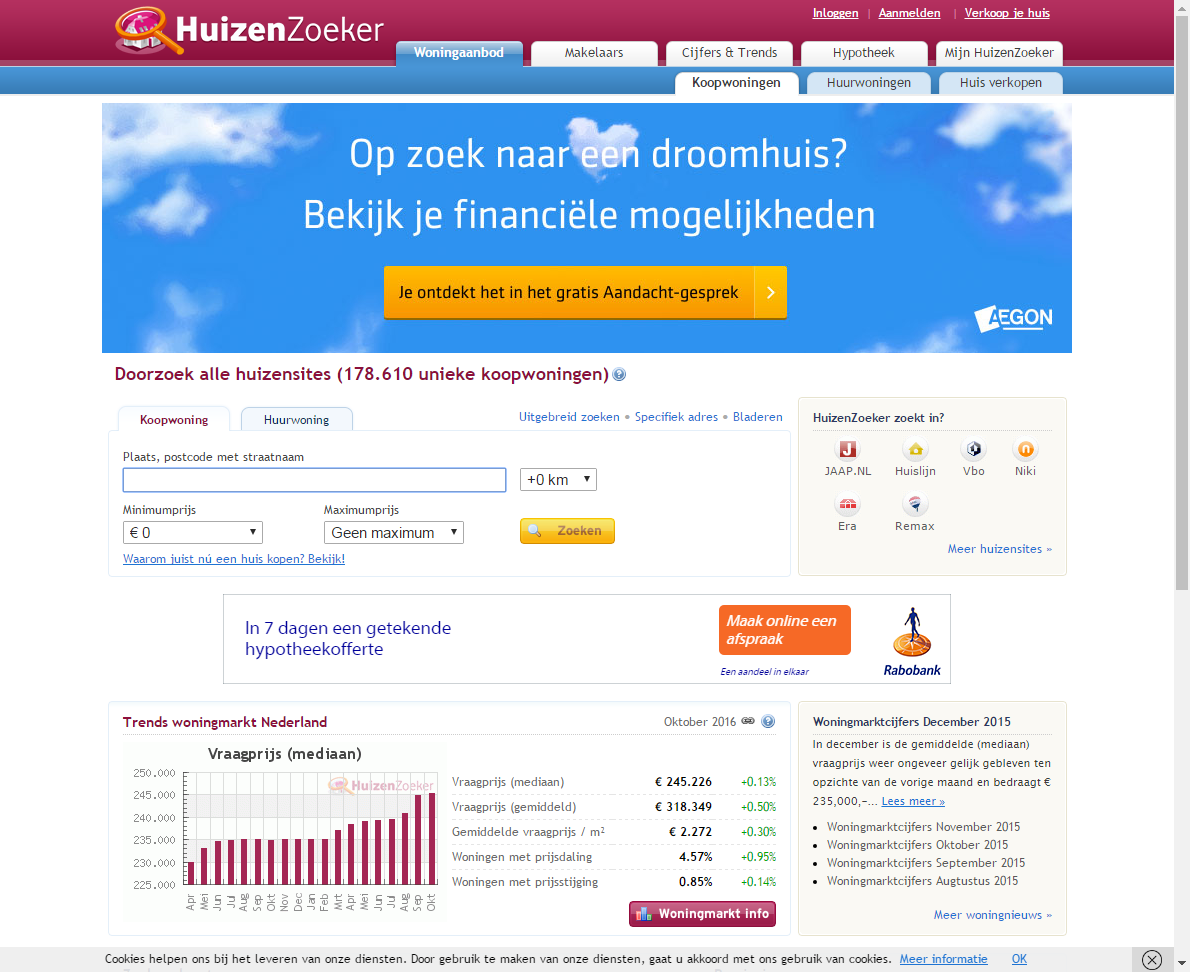 HuizenZoeker
Inloggen | Aanmelden | Verkoop je huis
Woningaanbod Makelaars Cijfers & Trends Hypotheek Mijn HuizenZoeker
Koopwoningen Huurwoningen Huis verkopen
Op zoek naar een droomhuis?
Bekijk je financiële mogelijkheden
Je ontdekt het in het gratis Aandacht-gesprek
AEGON
Doorzoek alle huizensites (178.610 unieke koopwoningen)
Koopwoning Huurwoning
Uitgebreid zoeken • Specifiek adres • Bladeren
Plaats, postcode met straatnaam
+0 km
Minimumprijs Maximumprijs
€ 0 Geen maximum Zoeken
Waarom juist nú een huis kopen? Bekijk!
HuizenZoeker zoekt in?
JAAP.NL Huislijn Vbo Niki
Era Remax
Meer huizensites »
In 7 dagen een getekende
hypotheekofferte
Maak online een
afspraak
Een aandeel in elkaar
Rabobank
Trends woningmarkt Nederland
Oktober 2016
Vraagprijs (mediaan)
HuizenZoeker
250.000
245.000
240.000
235.000
230.000
225.000
Apr Mei Jun Jul Aug Sep Okt Nov Dec Jan Feb Mrt Apr Mei Jun Jul Aug Sep Okt
Vraagprijs (mediaan) € 245.226 +0.13%
Vraagprijs (gemiddeld) € 318.349 +0.50%
Gemiddelde vraagprijs / m² € 2.272 +0.30%
Woningen met prijsdaling 4.57% +0.95%
Woningen met prijsstijging 0.85% +0.14%
Woningmarkt info
Woningmarktcijfers December 2015
In december is de gemiddelde (mediaan)
vraagprijs weer ongeveer gelijk gebleven ten
opzichte van de vorige maand en bedraagt €
235,000,-... Lees meer »
• Woningmarktcijfers November 2015
• Woningmarktcijfers Oktober 2015
• Woningmarktcijfers September 2015
• Woningmarktcijfers Augtustus 2015
Meer woningnieuws »
Cookies helpen ons bij het leveren van onze diensten. Door gebruik te maken van onze diensten, gaat u akkoord met ons gebruik van cookies. Meer informatie OK